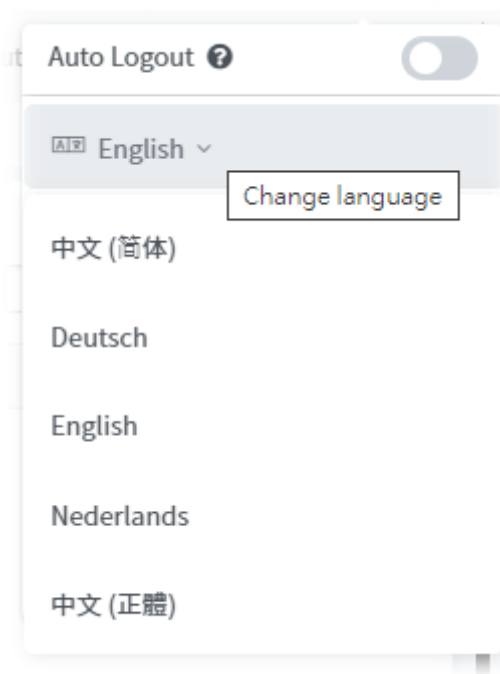 Auto Logout
English
Change language
中文 (简体)
Deutsch
English
Nederlands
中文 (正體)